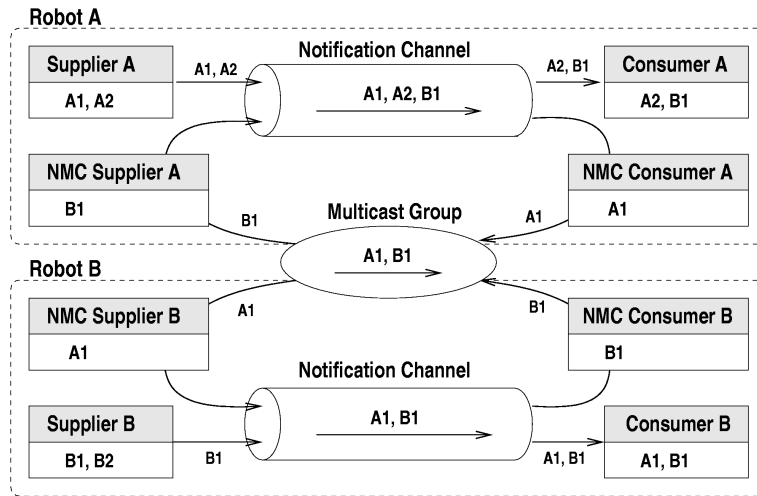 Robot A
Notification Channel
Supplier A
A1, A2
A1, A2
A1, A2, B1
A2, B1
Consumer A
A2, B1
NMC Supplier A
B1
NMC Consumer A
A1
B1
Multicast Group
A1
A1, B1
Robot B
NMC Supplier B
A1
A1
B1
NMC Consumer B
B1
Notification Channel
A1, B1
Supplier B
B1, B2
B1
A1, B1
Consumer B
A1, B1